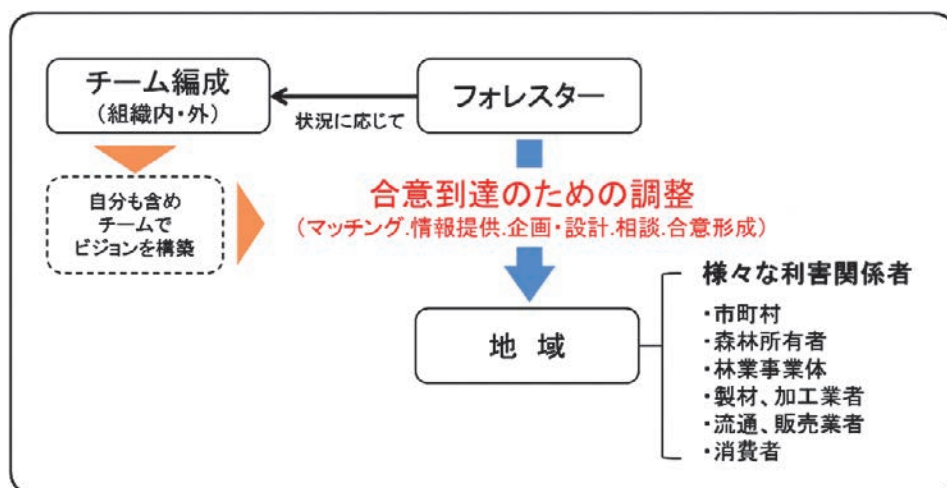 チーム編成
(組織内・外)
フォレスター
状況に応じて
自分も含め
チームで
ビジョンを構築
合意到達のための調整
(マッチング.情報提供.企画・設計.相談.合意形成)
地 域
様々な利害関係者
・市町村
・森林所有者
・林業事業体
・製材、加工業者
・流通、販売業者
・消費者